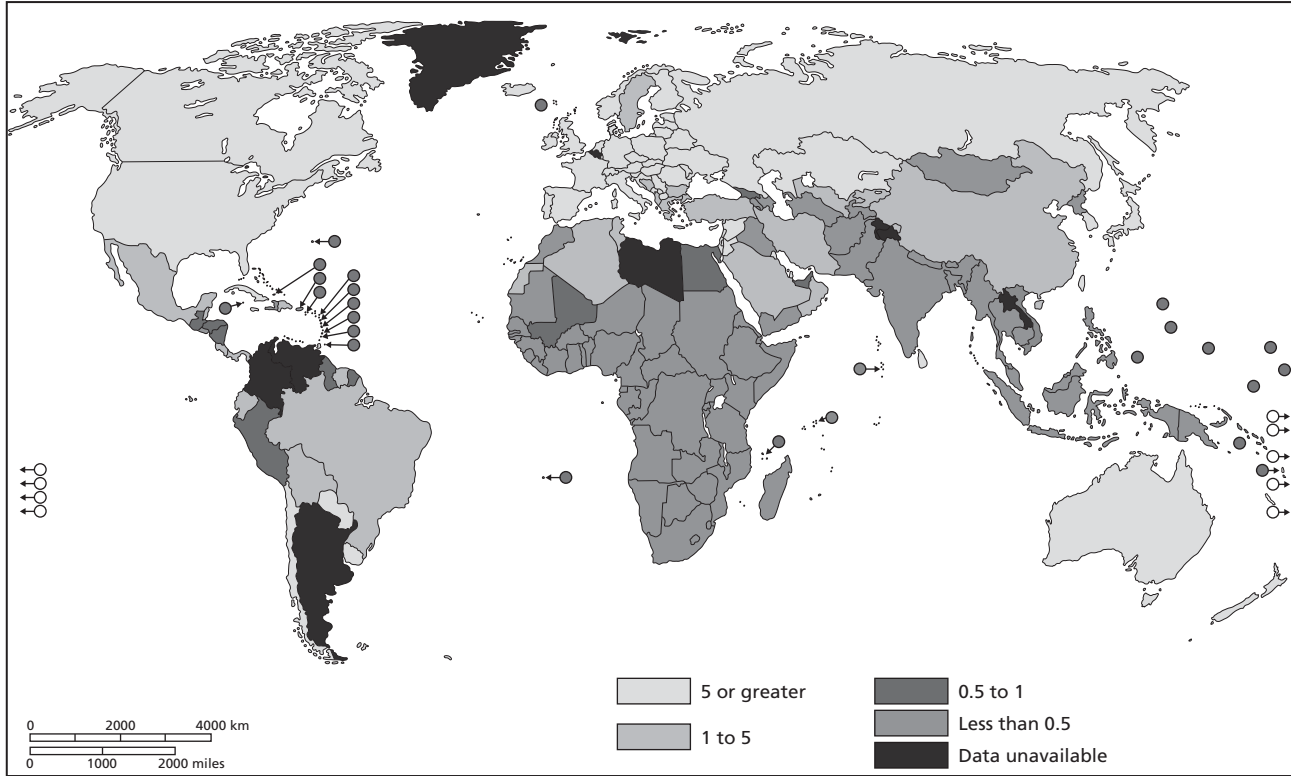 5 or greater
1 to 5
0.5 to 1
Less than 0.5
Data unavailable
0 2000 4000 km
0 1000 2000 miles